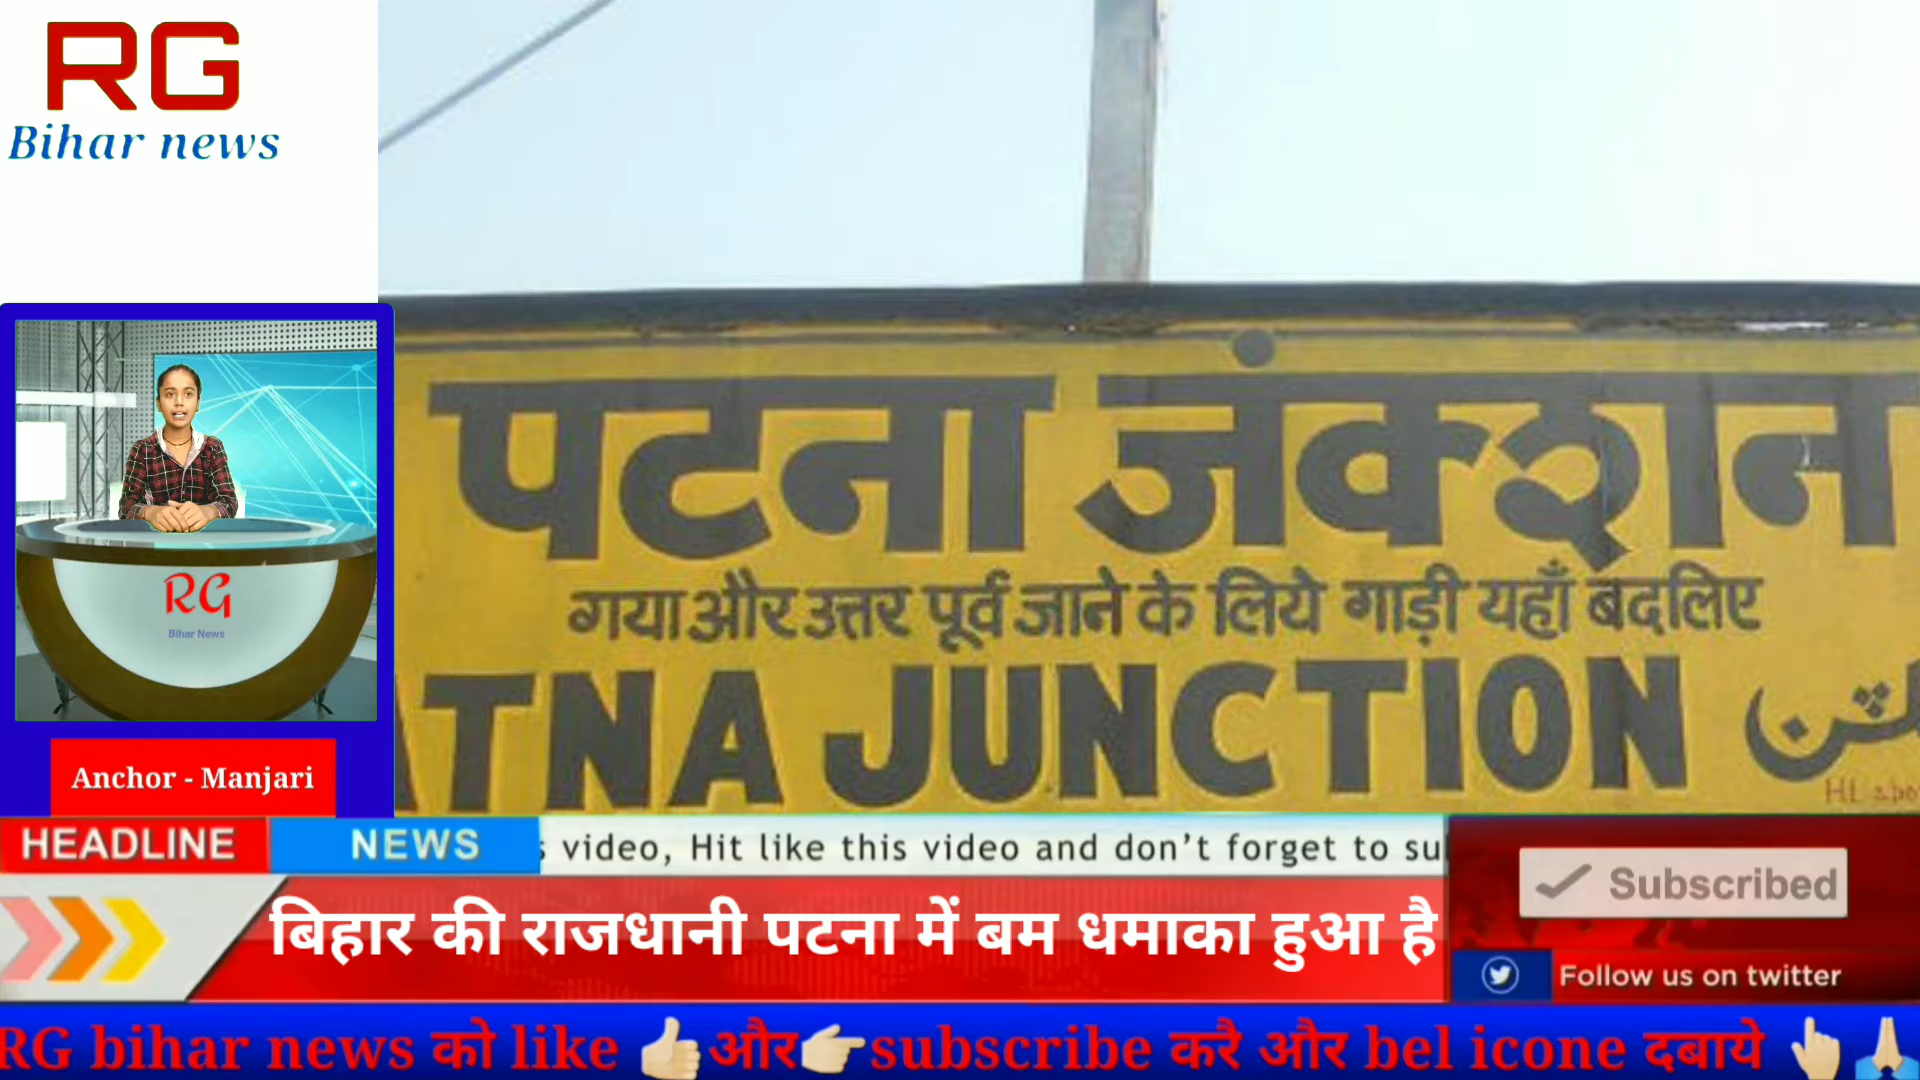 RG
Bihar news
पटना जंक्शन
गया और उत्तर पूर्व जाने के लिये गाड़ी यहाँ बदलिए
ATNA JUNCTION
RG
Bihar News
Anchor - Manjari
HEADLINE
NEWS
s video, Hit like this video and don't forget to su
Subscribed
बिहार की राजधानी पटना में बम धमाका हुआ है
Follow us on twitter
RG bihar news को like 👍 और 👉 subscribe करै और bel icone दबाये 👆 🙏